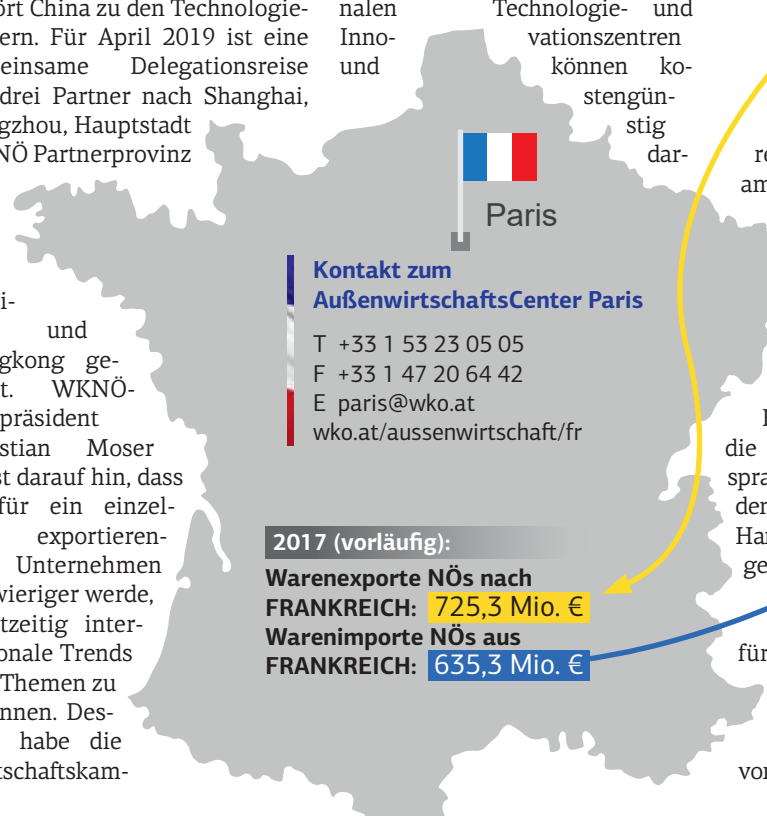 ört China zu den Technologie-
ern. Für April 2019 ist eine
einsame Delegationsreise
drei Partner nach Shanghai,
gzhou, Hauptstadt
NÖ Partnerprovinz
i-
und
gkong ge-
t. WKNÖ-
präsident
stian Moser
st darauf hin, dass
für ein einzel-
exportieren-
Unternehmen
wieriger werde,
tzeitig inter-
onale Trends
Themen zu
nnen. Des-
habe die
tschaftskam-
nalen
Inno-
und
Technologie- und
vationszentren
können ko-
stengün-
stig
dar-
Paris
Kontakt zum
AußenwirtschaftsCenter Paris
T +33 1 53 23 05 05
F +33 1 47 20 64 42
E paris@wko.at
wko.at/aussenwirtschaft/fr
2017 (vorläufig):
Warenexporte NÖs nach
FRANKREICH: 725,3 Mio. €
Warenimporte NÖs aus
FRANKREICH: 635,3 Mio. €
re
am
die
spra
der
Har
ge
für
vor